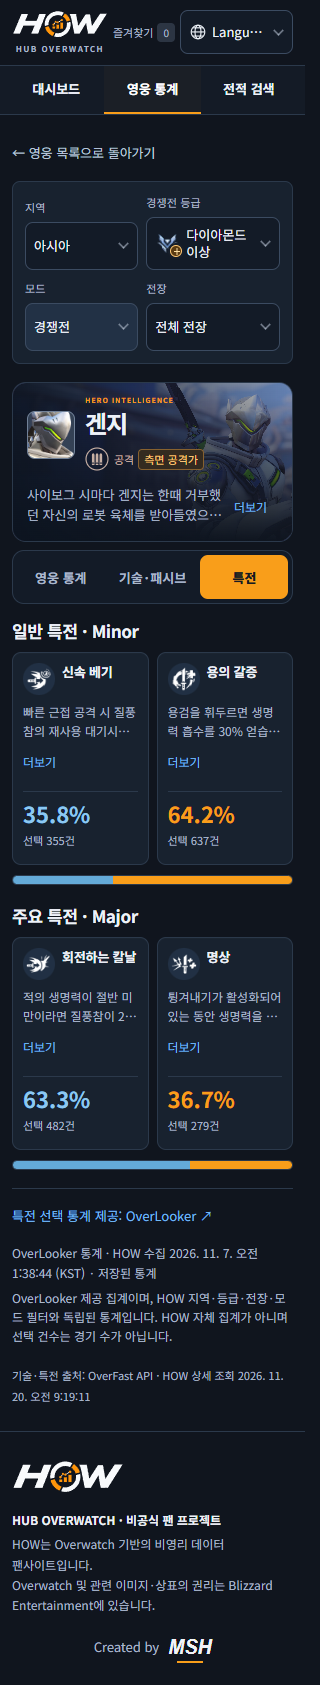 HOW
HUB OVERWATCH
즐겨찾기 0
Langu…
대시보드
영웅 통계
전적 검색
← 영웅 목록으로 돌아가기
지역
경쟁전 등급
아시아
다이아몬드
이상
모드
전장
경쟁전
전체 전장
HERO INTELLIGENCE
겐지
공격 측면 공격가
사이보그 시마다 겐지는 한때 거부했
던 자신의 로봇 육체를 받아들였으…
더보기
영웅 통계
기술·패시브
특전
일반 특전 · Minor
신속 베기
빠른 근접 공격 시 질풍
참의 재사용 대기시…
더보기
35.8%
선택 355건
용의 갈증
용검을 휘두르면 생명
력 흡수를 30% 얻습…
더보기
64.2%
선택 637건
주요 특전 · Major
회전하는 칼날
적의 생명력이 절반 미
만이라면 질풍참이 2…
더보기
63.3%
선택 482건
명상
튕겨내기가 활성화되어
있는 동안 생명력을 …
더보기
36.7%
선택 279건
특전 선택 통계 제공: OverLooker ↗
OverLooker 통계 · HOW 수집 2026. 11. 7. 오전
1:38:44 (KST) · 저장된 통계
OverLooker 제공 집계이며, HOW 지역·등급·전장·모
드 필터와 독립된 통계입니다. HOW 자체 집계가 아니며
선택 건수는 경기 수가 아닙니다.
기술·특전 출처: OverFast API · HOW 상세 조회 2026. 11.
20. 오전 9:19:11
HOW
HUB OVERWATCH · 비공식 팬 프로젝트
HOW는 Overwatch 기반의 비영리 데이터
팬사이트입니다.
Overwatch 및 관련 이미지·상표의 권리는 Blizzard
Entertainment에 있습니다.
Created by MSH